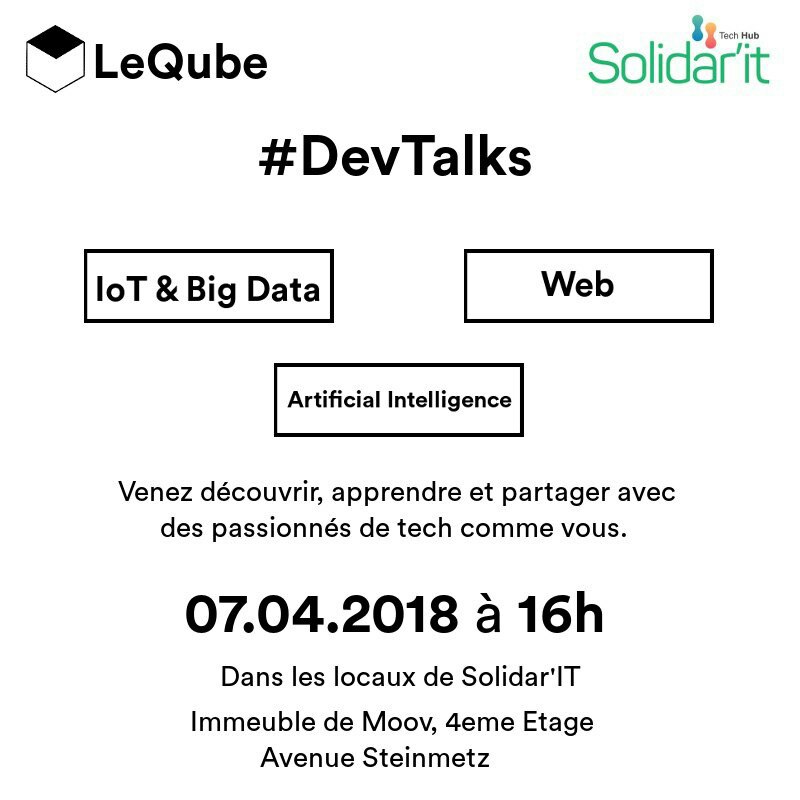 LeQube
Tech Hub
Solidar'it
#DevTalks
IoT & Big Data
Web
Artificial Intelligence
Venez découvrir, apprendre et partager avec
des passionnés de tech comme vous.
07.04.2018 à 16h
Dans les locaux de Solidar'IT
Immeuble de Moov, 4eme Etage
Avenue Steinmetz